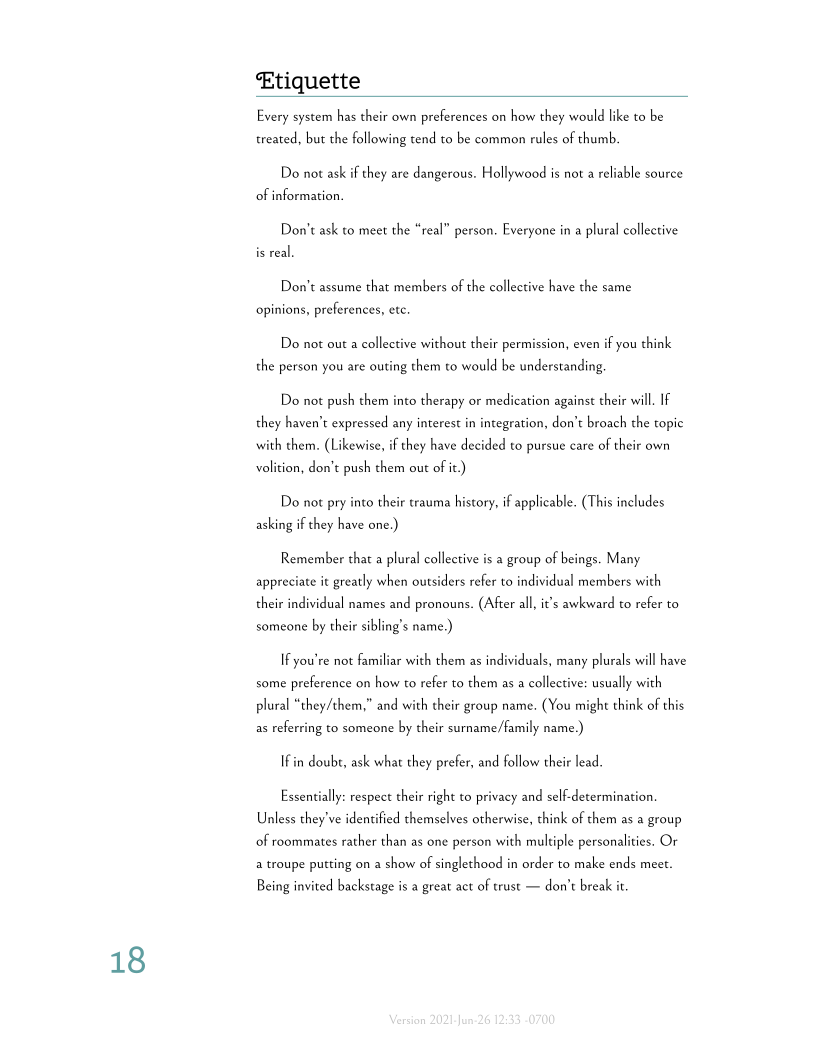 Etiquette
Every system has their own preferences on how they would like to be
treated, but the following tend to be common rules of thumb.
Do not ask if they are dangerous. Hollywood is not a reliable source
of information.
Don't ask to meet the “real” person. Everyone in a plural collective
is real.
Don't assume that members of the collective have the same
opinions, preferences, etc.
Do not out a collective without their permission, even if you think
the person you are outing them to would be understanding.
Do not push them into therapy or medication against their will. If
they haven't expressed any interest in integration, don't broach the topic
with them. (Likewise, if they have decided to pursue care of their own
volition, don't push them out of it.)
Do not pry into their trauma history, if applicable. (This includes
asking if they have one.)
Remember that a plural collective is a group of beings. Many
appreciate it greatly when outsiders refer to individual members with
their individual names and pronouns. (After all, it's awkward to refer to
someone by their sibling's name.)
If you're not familiar with them as individuals, many plurals will have
some preference on how to refer to them as a collective: usually with
plural “they/them,” and with their group name. (You might think of this
as referring to someone by their surname/family name.)
If in doubt, ask what they prefer, and follow their lead.
Essentially: respect their right to privacy and self-determination.
Unless they've identified themselves otherwise, think of them as a group
of roommates rather than as one person with multiple personalities. Or
a troupe putting on a show of singlethood in order to make ends meet.
Being invited backstage is a great act of trust — don't break it.
18
Version 2021-Jun-26 12:33 -0700